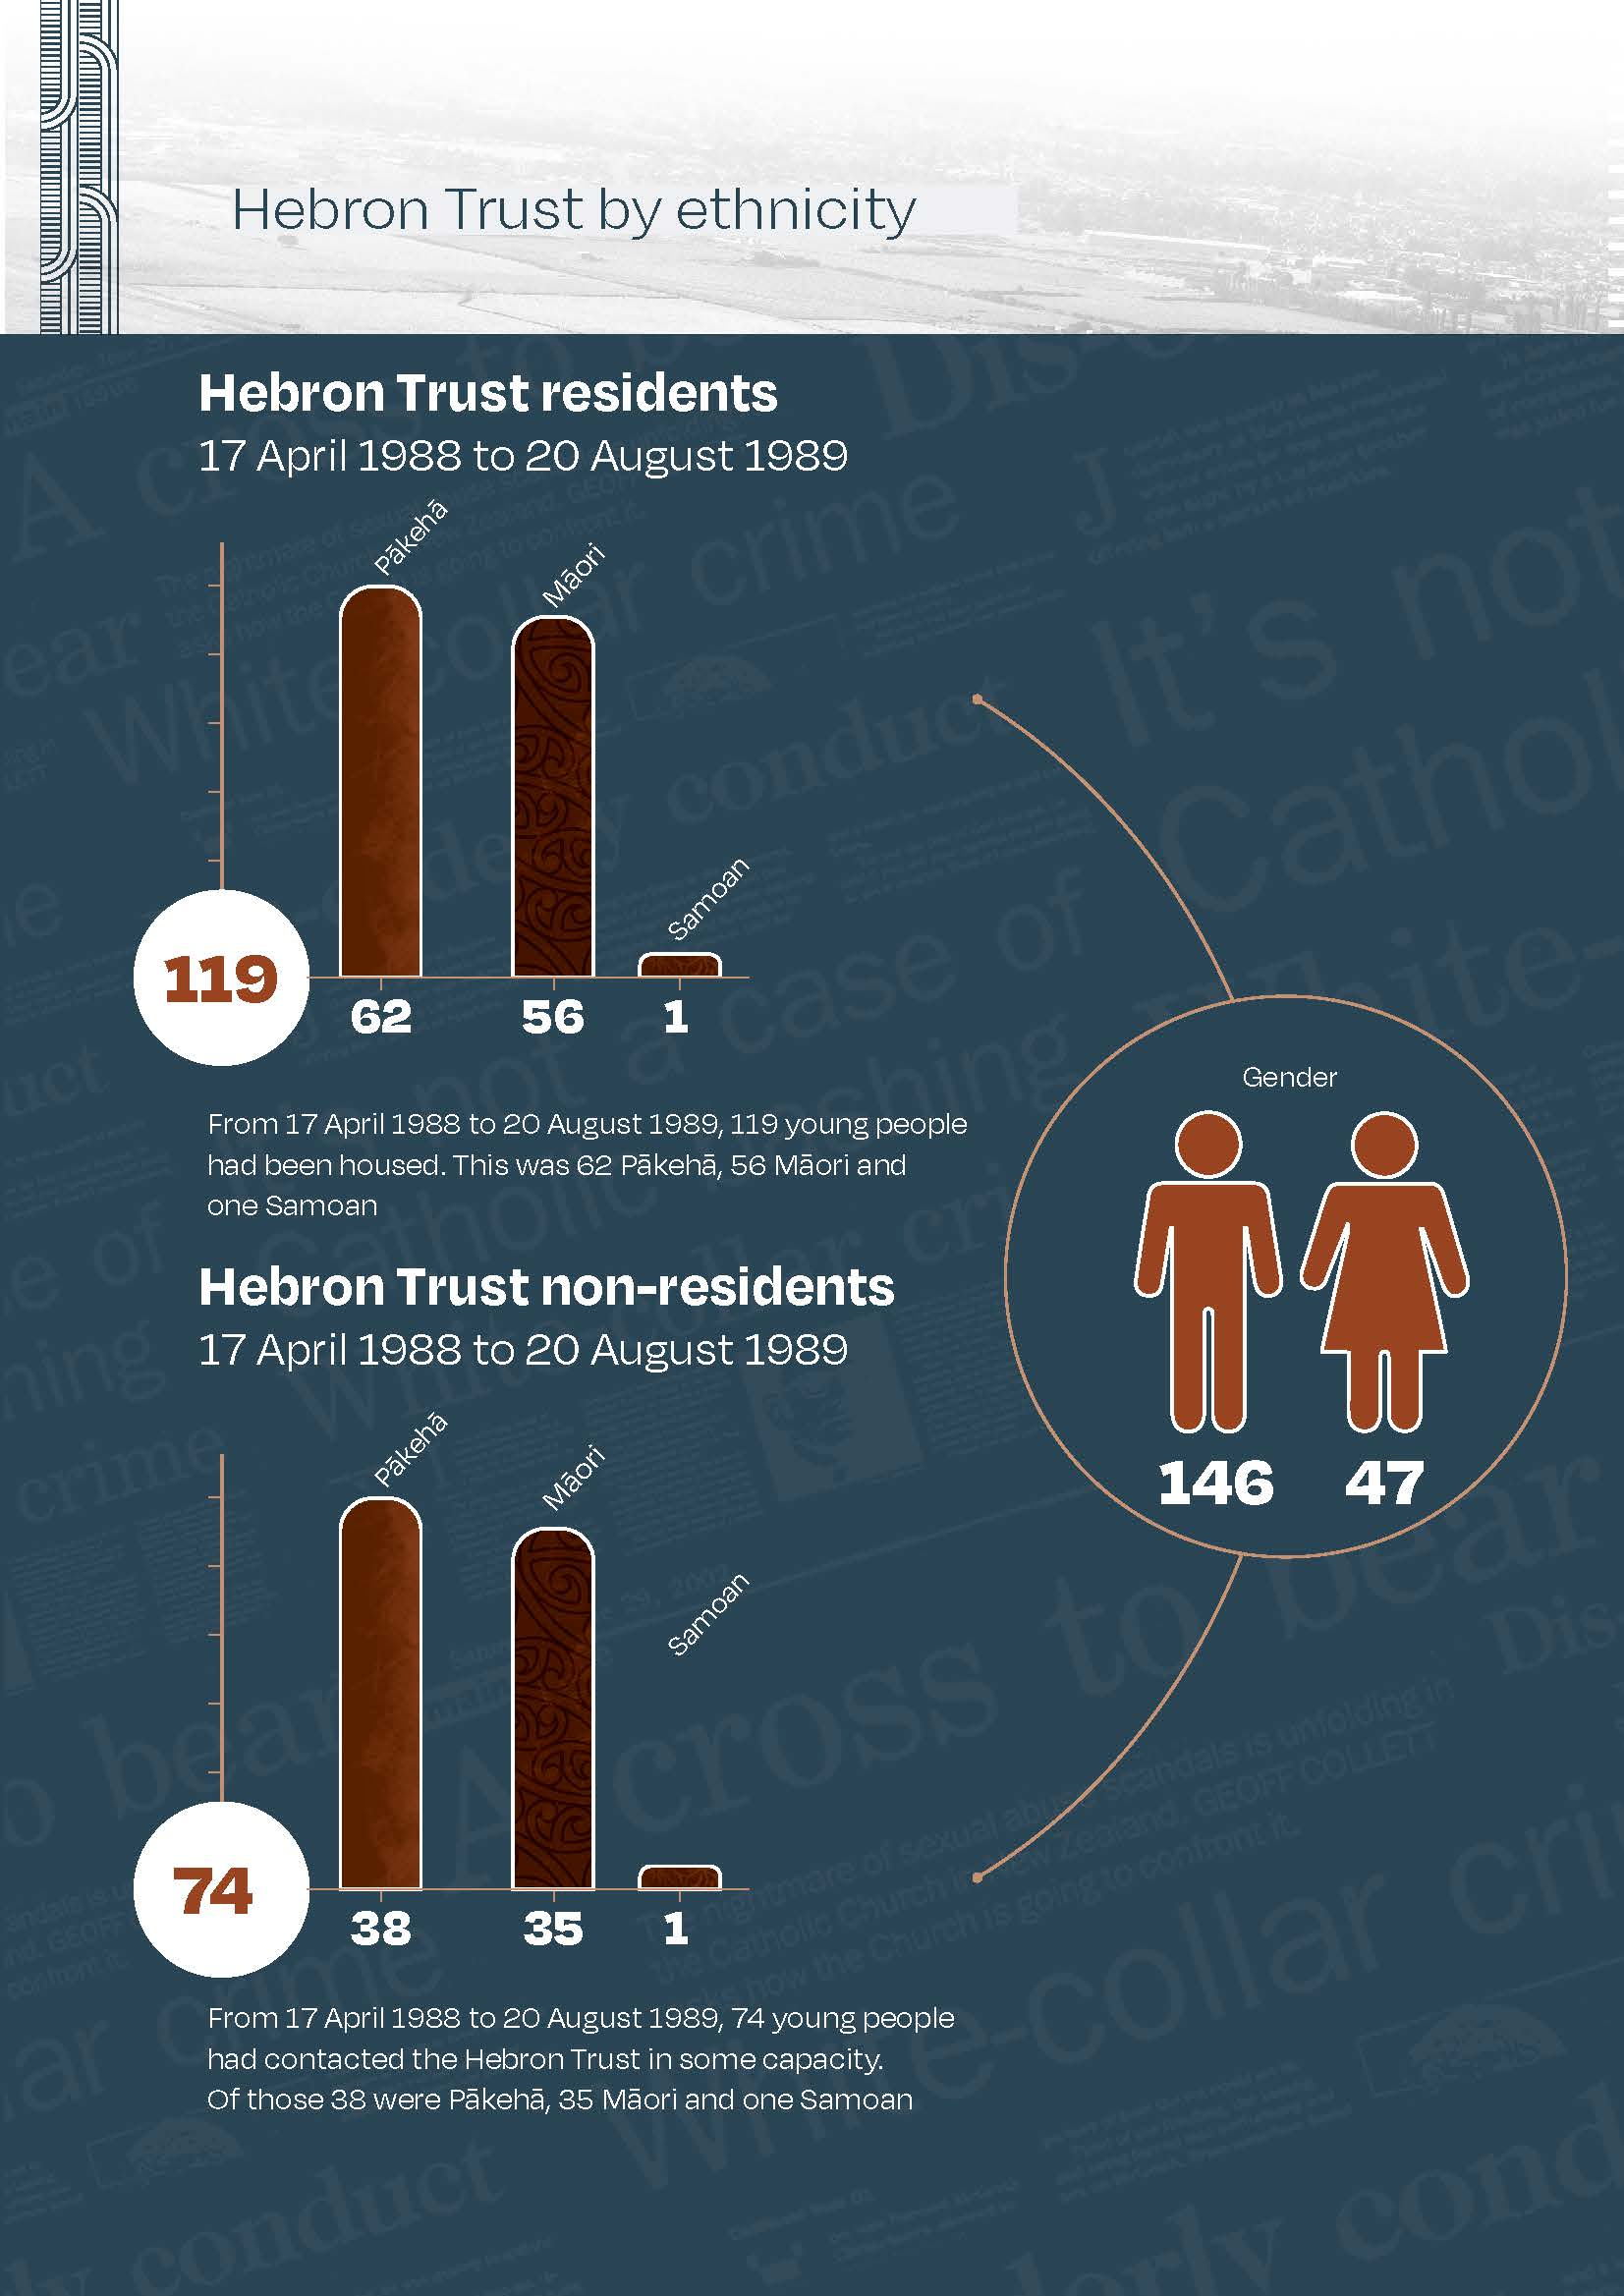 Hebron Trust by ethnicity
Hebron Trust residents
17 April 1988 to 20 August 1989
Pākehā
Māori
Samoan
119
62
56
1
From 17 April 1988 to 20 August 1989, 119 young people
had been housed. This was 62 Pākehā, 56 Māori and
one Samoan
Gender
146
47
Hebron Trust non-residents
17 April 1988 to 20 August 1989
Pākehā
Māori
Samoan
74
38
35
1
From 17 April 1988 to 20 August 1989, 74 young people
had contacted the Hebron Trust in some capacity.
Of those 38 were Pākehā, 35 Māori and one Samoan